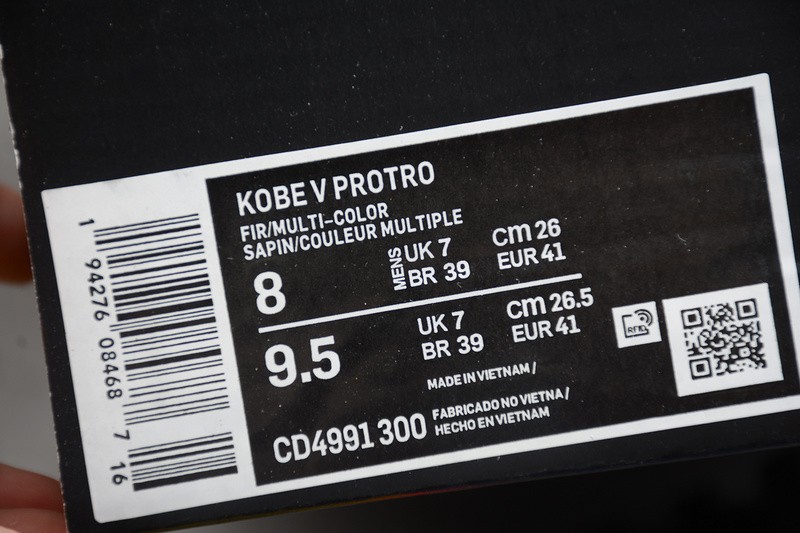 KOBE V PROTRO
FIR/MULTI-COLOR
SAPIN/COULEUR MULTIPLE
8
MENS
UK 7
BR 39
cm 26
EUR 41
9.5
UK 7
BR 39
cm 26.5
EUR 41
RFID
MADE IN VIETNAM /
CD4991 300
FABRICADO NO VIETNA /
HECHO EN VIETNAM
1 94276 08468 7 16